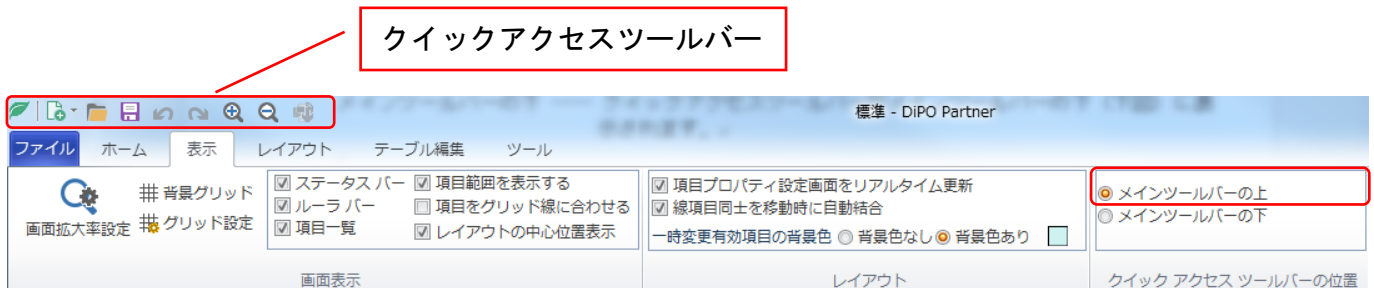 クイックアクセスツールバー
標準 - DiPO Partner
ファイル ホーム 表示 レイアウト テーブル編集 ツール
画面拡大率設定
背景グリッド
グリッド設定
ステータス バー
ルーラ バー
項目一覧
項目範囲を表示する
項目をグリッド線に合わせる
レイアウトの中心位置表示
画面表示
項目プロパティ設定画面をリアルタイム更新
線項目同士を移動時に自動結合
一時変更有効項目の背景色 背景色なし 背景色あり
レイアウト
メインツールバーの上
メインツールバーの下
クイック アクセス ツールバーの位置